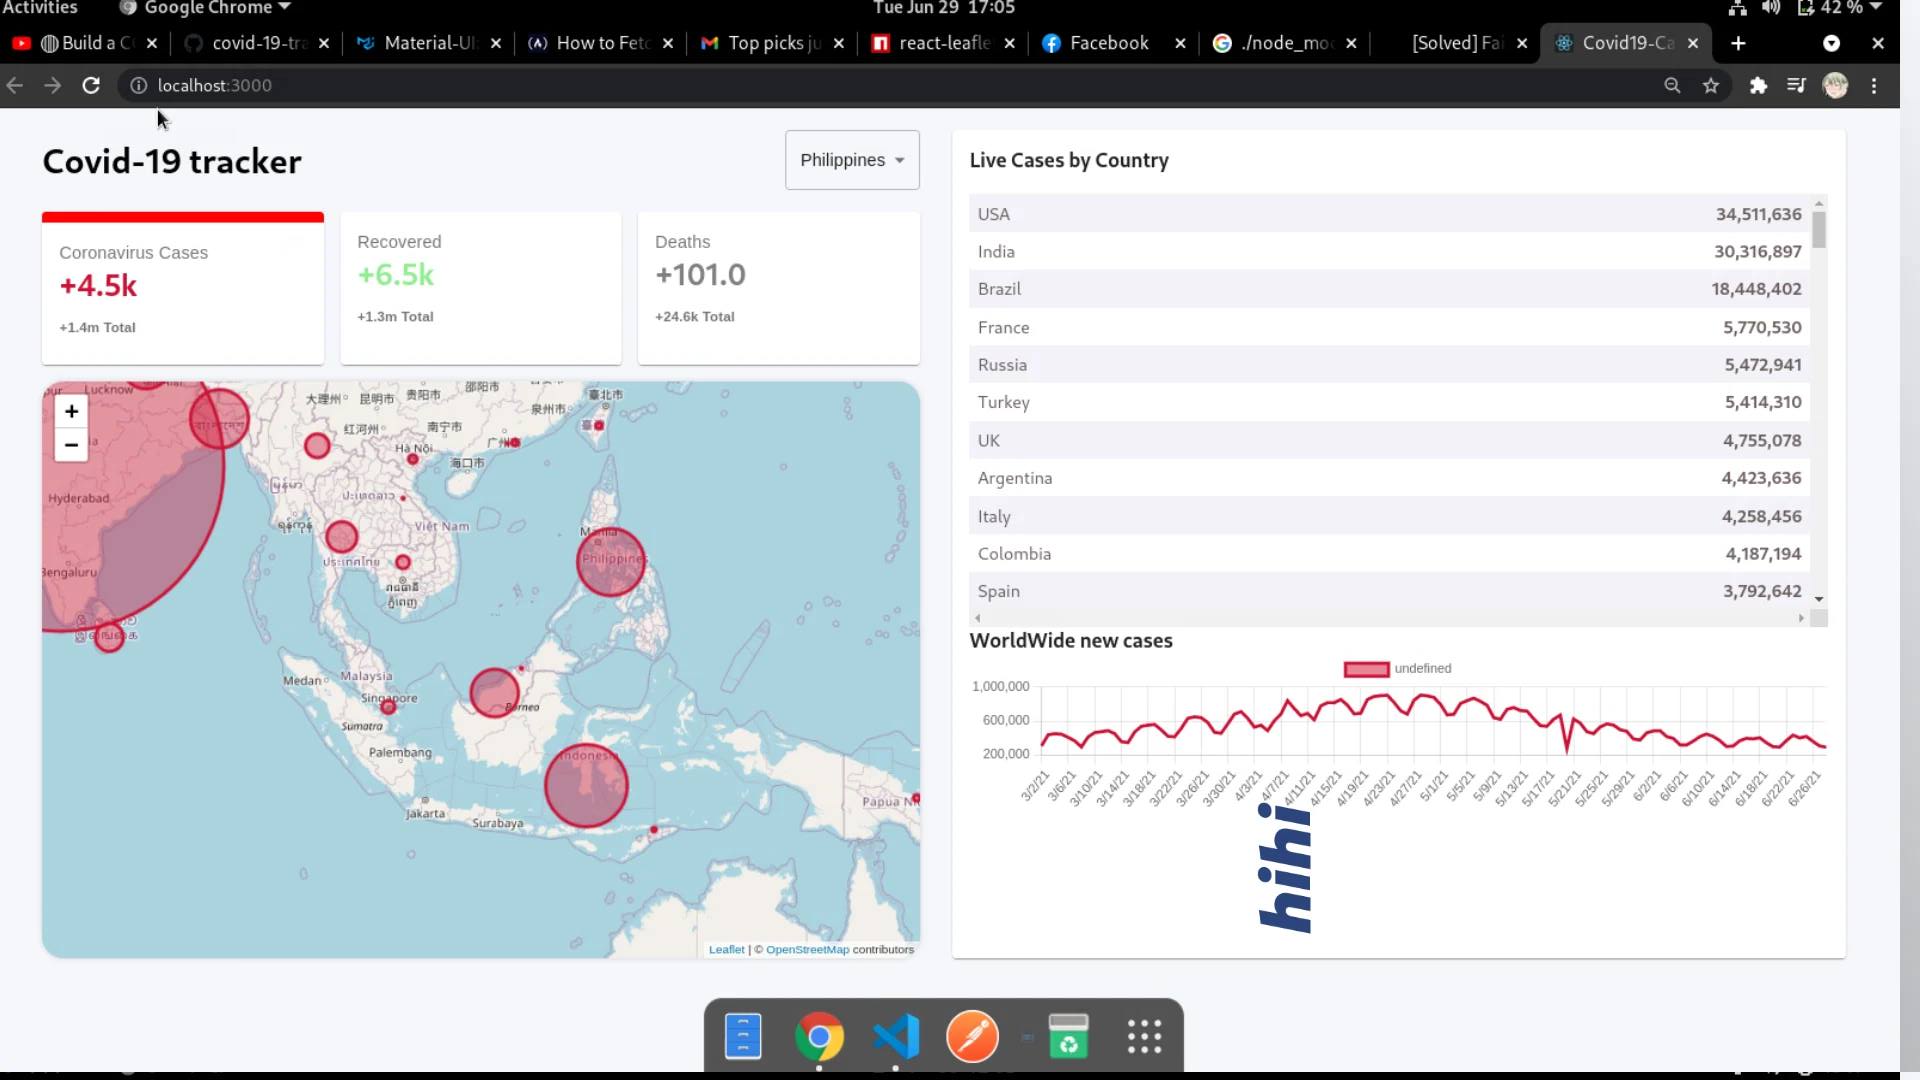 Activities
Google Chrome
Tue Jun 29 17:05
42 %
Build a C
covid-19-tra
Material-UI
How to Fetc
Top picks ju
react-leafle
Facebook
./node_mo
[Solved] Fai
Covid19-Ca
localhost:3000
Covid-19 tracker
Philippines
Coronavirus Cases
+4.5k
+1.4m Total
Recovered
+6.5k
+1.3m Total
Deaths
+101.0
+24.6k Total
+
−
Lucknow
Hyderabad
Bengaluru
大理州
昆明市
贵阳市
邵阳市
泉州市
臺北市
红河州
南宁市
广州
Hà Nội
海口市
Việt Nam
ประเทศไทย
Manila
Philippines
Medan
Malaysia
Singapore
Sumatra
Borneo
Palembang
Indonesia
Jakarta
Surabaya
Papua N
Leaflet | © OpenStreetMap contributors
Live Cases by Country
USA 34,511,636
India 30,316,897
Brazil 18,448,402
France 5,770,530
Russia 5,472,941
Turkey 5,414,310
UK 4,755,078
Argentina 4,423,636
Italy 4,258,456
Colombia 4,187,194
Spain 3,792,642
WorldWide new cases
undefined
1,000,000
600,000
200,000
3/2/21
3/6/21
3/10/21
3/14/21
3/18/21
3/22/21
3/26/21
3/30/21
4/3/21
4/7/21
4/11/21
4/15/21
4/19/21
4/23/21
4/27/21
5/1/21
5/5/21
5/9/21
5/13/21
5/17/21
5/21/21
5/25/21
5/29/21
6/2/21
6/6/21
6/10/21
6/14/21
6/18/21
6/22/21
6/26/21
hihi